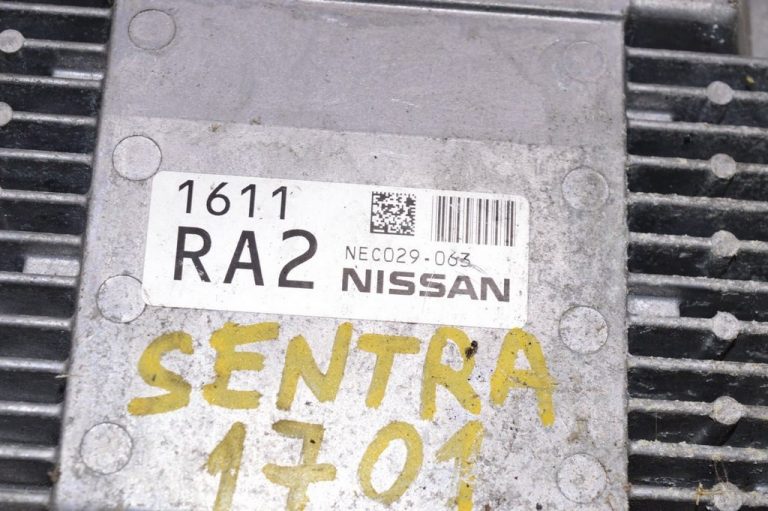 1611
RA2
NEC029-063
NISSAN
SENTRA
1701